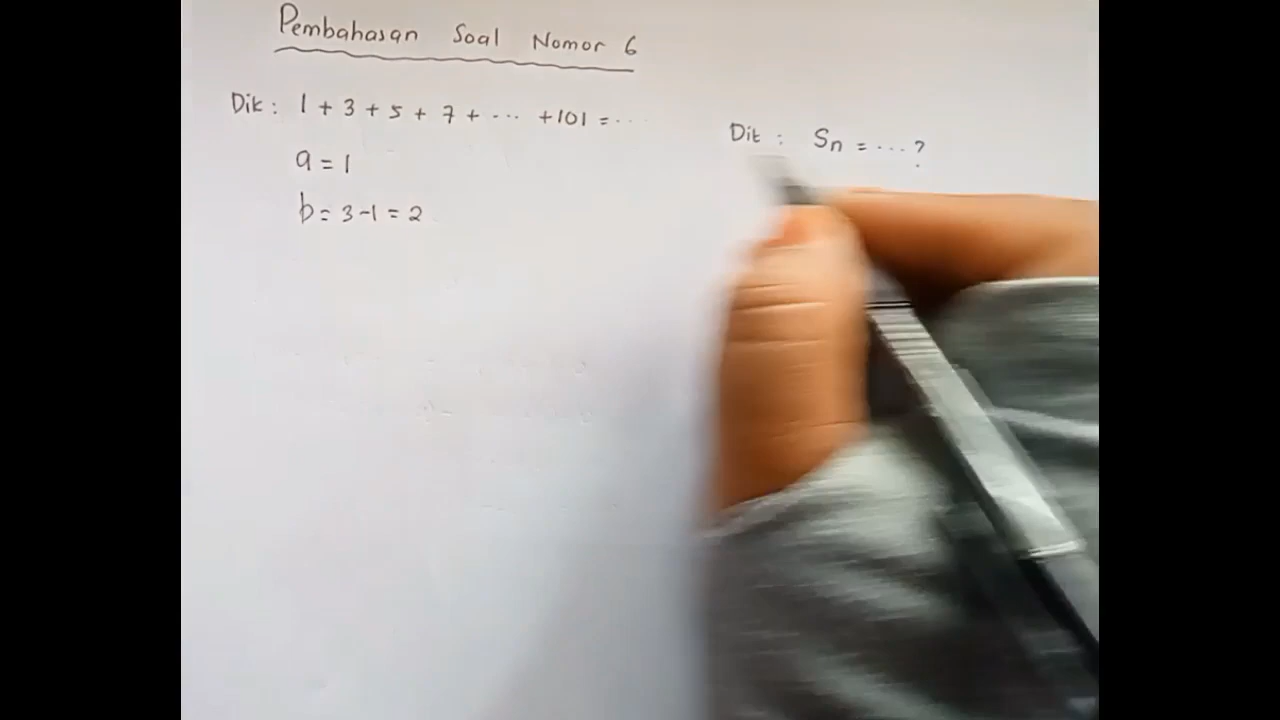 Pembahasan Soal Nomor 6
Dik : 1 + 3 + 5 + 7 + ... + 101 = ...
a = 1
b = 3 - 1 = 2
Dit : Sn = ... ?